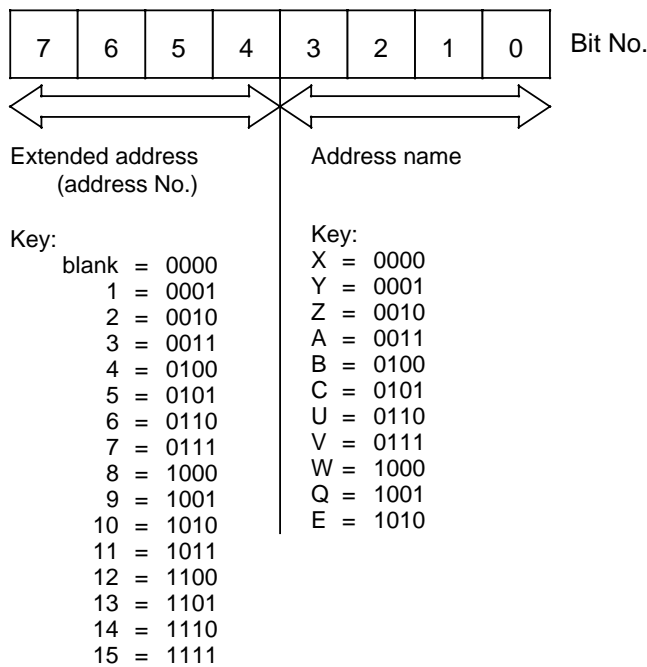 7 6 5 4 3 2 1 0 Bit No.
Extended address
(address No.)
Key:
blank = 0000
1 = 0001
2 = 0010
3 = 0011
4 = 0100
5 = 0101
6 = 0110
7 = 0111
8 = 1000
9 = 1001
10 = 1010
11 = 1011
12 = 1100
13 = 1101
14 = 1110
15 = 1111
Address name
Key:
X = 0000
Y = 0001
Z = 0010
A = 0011
B = 0100
C = 0101
U = 0110
V = 0111
W = 1000
Q = 1001
E = 1010